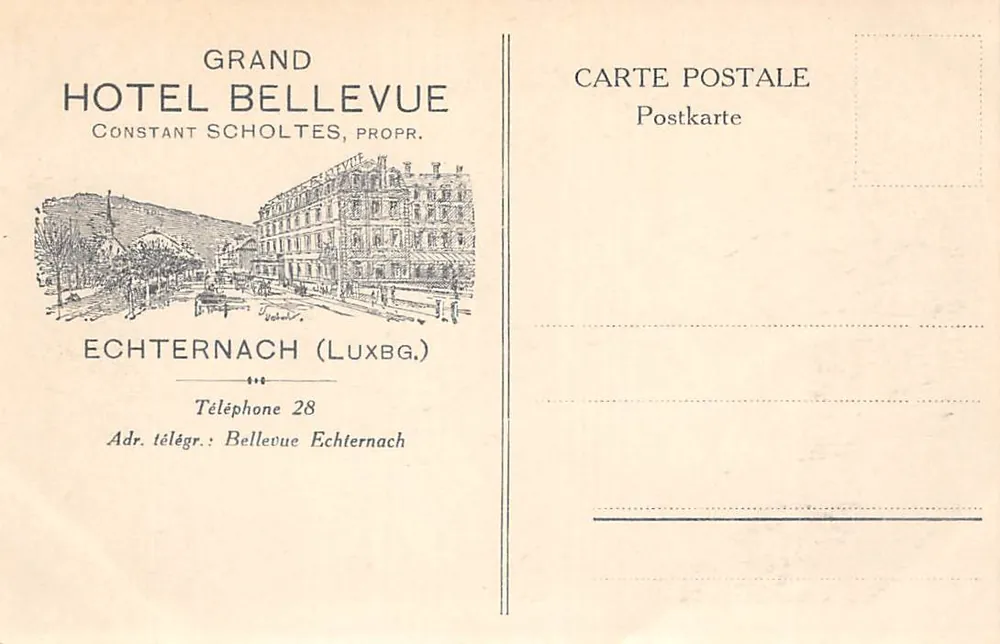 GRAND
HOTEL BELLEVUE
CONSTANT SCHOLTES, PROPR.
ECHTERNACH (LUXBG.)
Téléphone 28
Adr. télégr.: Bellevue Echternach
CARTE POSTALE
Postkarte